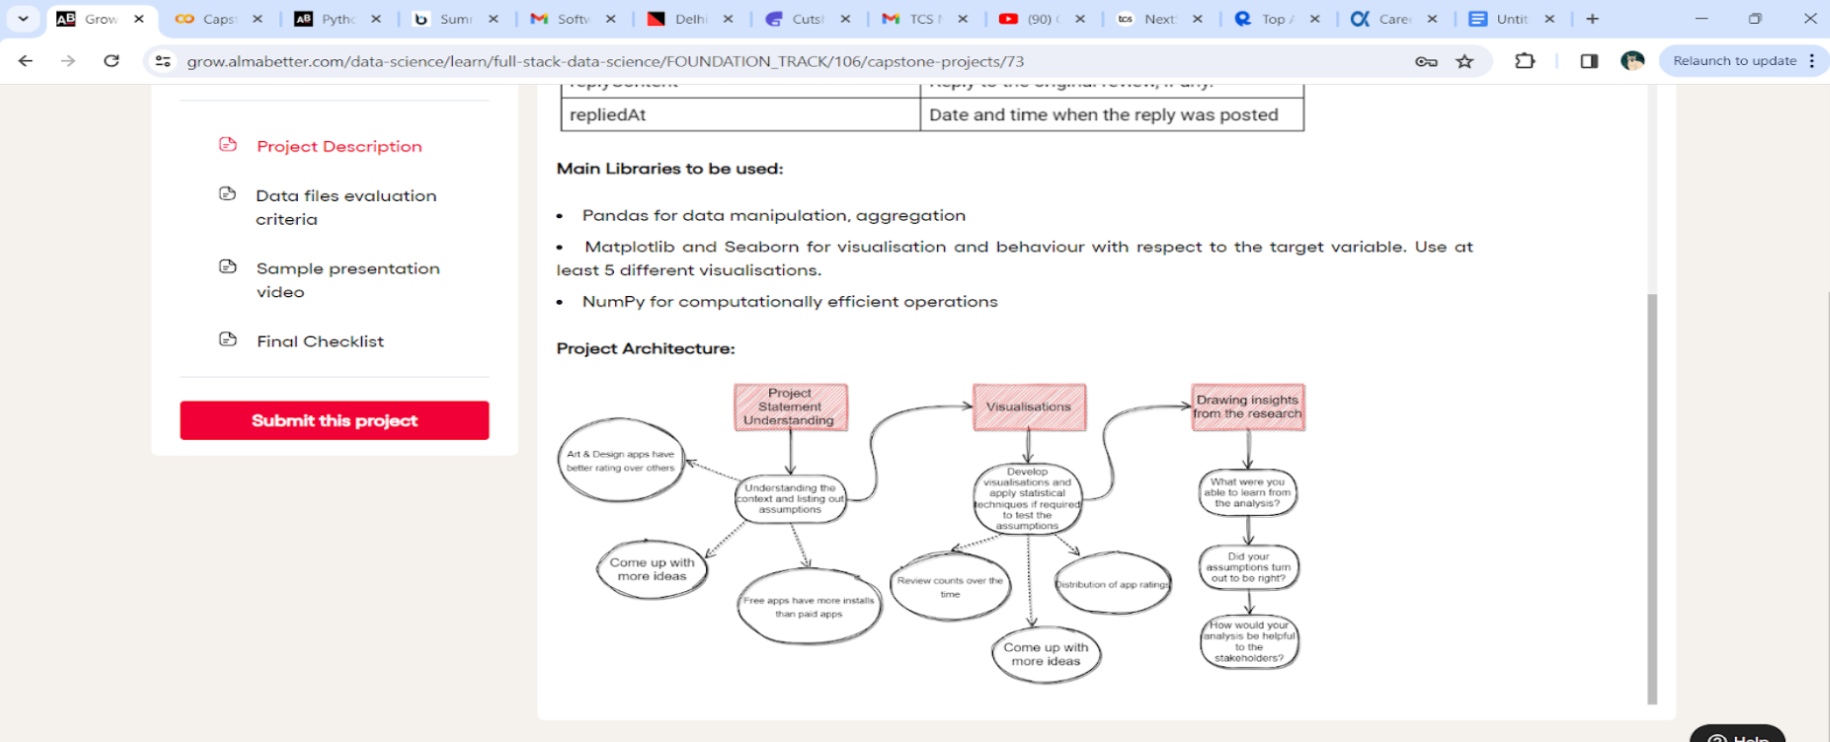 Grow
Caps
Pyth
Sumi
Softw
Delhi
Cuts
TCS
(90)
tcs Next
Top
Care
Untit
grow.almabetter.com/data-science/learn/full-stack-data-science/FOUNDATION_TRACK/106/capstone-projects/73
Relaunch to update
repliedAt
Date and time when the reply was posted
Project Description
Data files evaluation
criteria
Sample presentation
video
Final Checklist
Submit this project
Main Libraries to be used:
• Pandas for data manipulation, aggregation
• Matplotlib and Seaborn for visualisation and behaviour with respect to the target variable. Use at
least 5 different visualisations.
• NumPy for computationally efficient operations
Project Architecture:
Project
Statement
Understanding
Art & Design apps have
better rating over others
Understanding the
context and listing out
assumptions
Come up with
more ideas
Free apps have more installs
than paid apps
Visualisations
Develop
visualisations and
apply statistical
techniques if required
to test the
assumptions
Review counts over the
time
Distribution of app ratings
Come up with
more ideas
Drawing insights
from the research
What were you
able to learn from
the analysis?
Did your
assumptions turn
out to be right?
How would your
analysis be helpful
to the
stakeholders?
Help